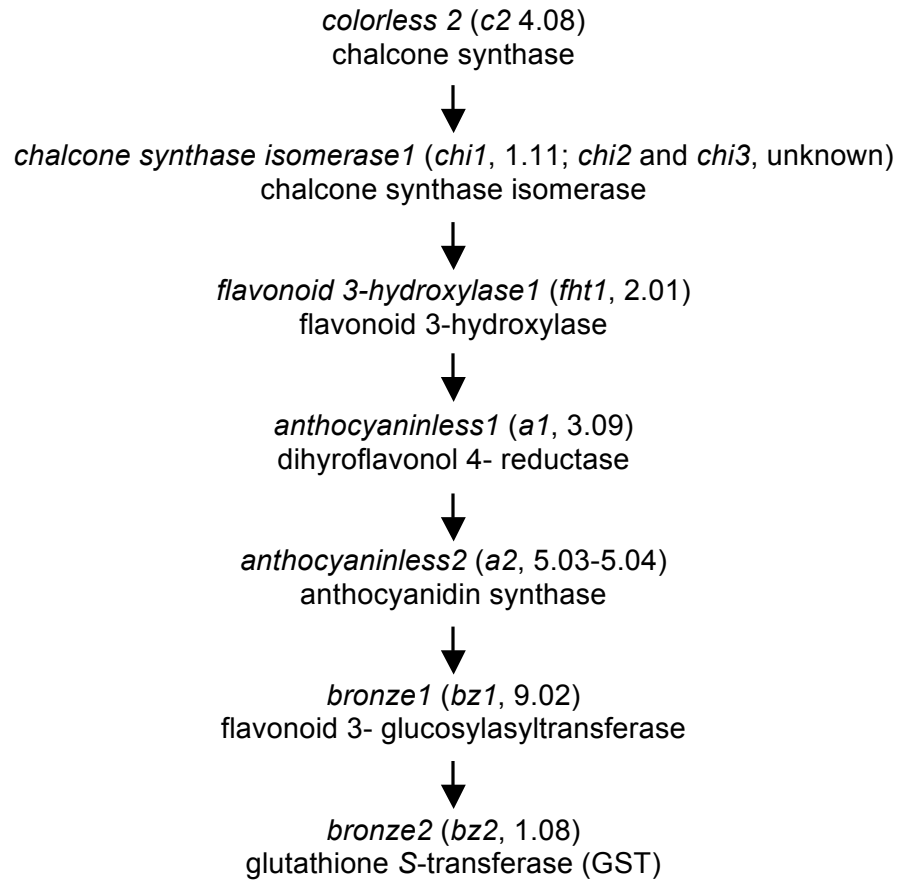 colorless 2 (c2 4.08)
chalcone synthase
chalcone synthase isomerase1 (chi1, 1.11; chi2 and chi3, unknown)
chalcone synthase isomerase
flavonoid 3-hydroxylase1 (fht1, 2.01)
flavonoid 3-hydroxylase
anthocyaninless1 (a1, 3.09)
dihyroflavonol 4- reductase
anthocyaninless2 (a2, 5.03-5.04)
anthocyanidin synthase
bronze1 (bz1, 9.02)
flavonoid 3- glucosylasyltransferase
bronze2 (bz2, 1.08)
glutathione S-transferase (GST)